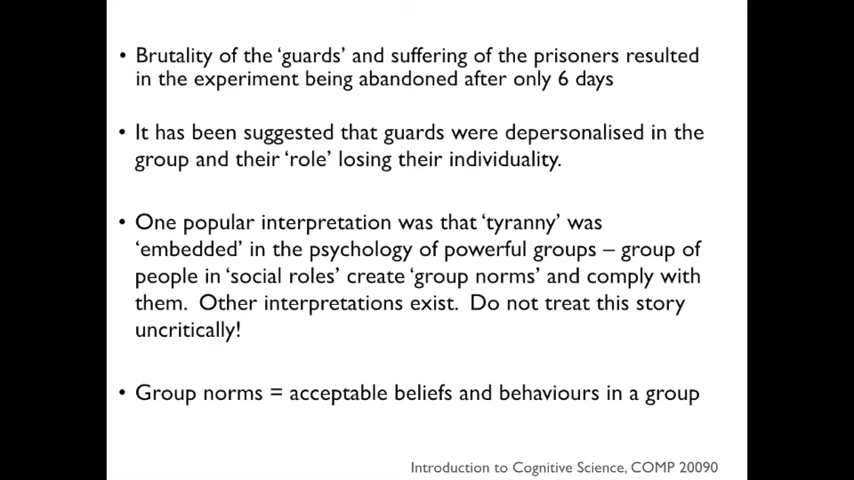 • Brutality of the ‘guards’ and suffering of the prisoners resulted
in the experiment being abandoned after only 6 days
• It has been suggested that guards were depersonalised in the
group and their ‘role’ losing their individuality.
• One popular interpretation was that ‘tyranny’ was
‘embedded’ in the psychology of powerful groups – group of
people in ‘social roles’ create ‘group norms’ and comply with
them. Other interpretations exist. Do not treat this story
uncritically!
• Group norms = acceptable beliefs and behaviours in a group
Introduction to Cognitive Science, COMP 20090